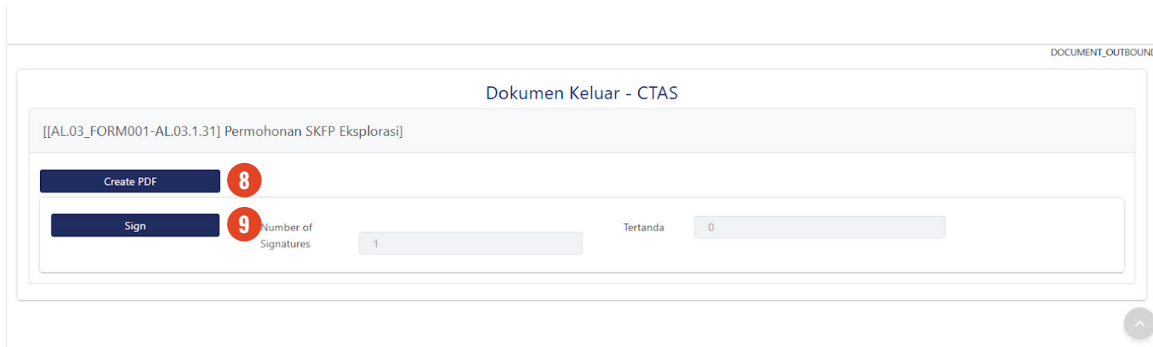 DOCUMENT_OUTBOUND
Dokumen Keluar - CTAS
[[AL.03_FORM001-AL.03.1.31] Permohonan SKFP Eksplorasi]
Create PDF 8
Sign 9 Number of Signatures 1 Tertanda 0